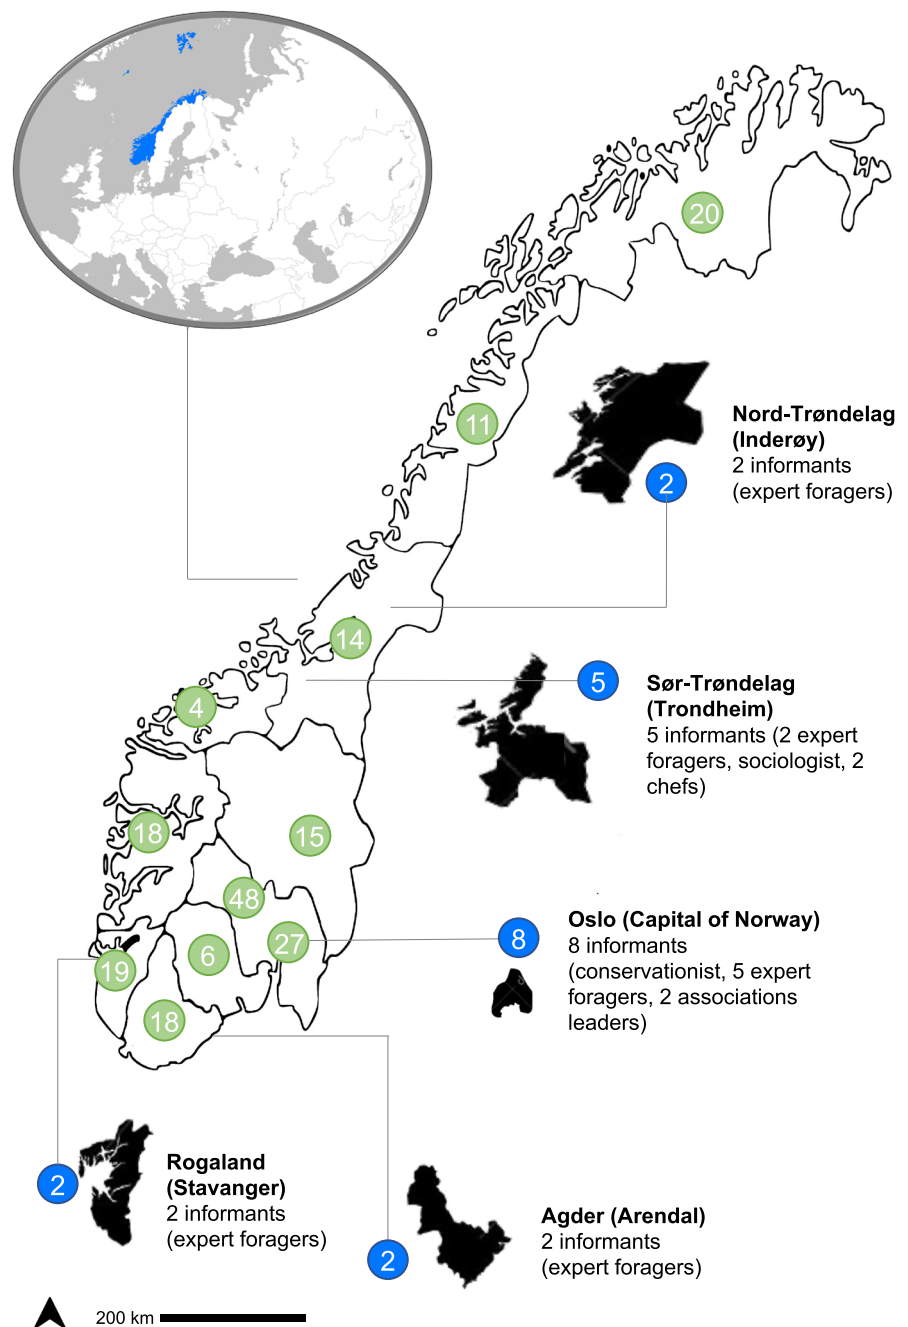 20
11
Nord-Trøndelag
(Inderøy)
2 informants
(expert foragers)
2
14
5
Sør-Trøndelag
(Trondheim)
5 informants (2 expert
foragers, sociologist, 2
chefs)
4
18
15
48
27
8
Oslo (Capital of Norway)
8 informants
(conservationist, 5 expert
foragers, 2 associations
leaders)
6
19
18
2
Rogaland
(Stavanger)
2 informants
(expert foragers)
2
Agder (Arendal)
2 informants
(expert foragers)
200 km